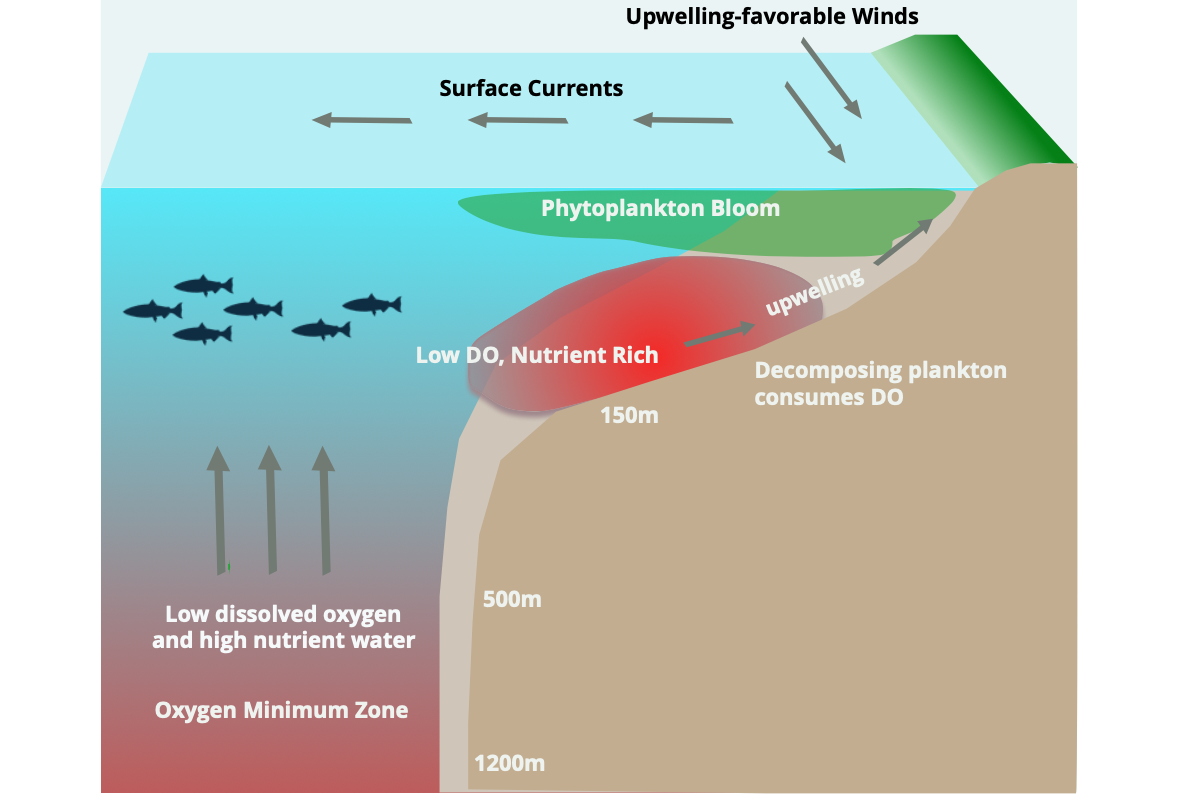 Upwelling-favorable Winds
Surface Currents
Phytoplankton Bloom
upwelling
Low DO, Nutrient Rich
Decomposing plankton
consumes DO
150m
500m
Low dissolved oxygen
and high nutrient water
Oxygen Minimum Zone
1200m